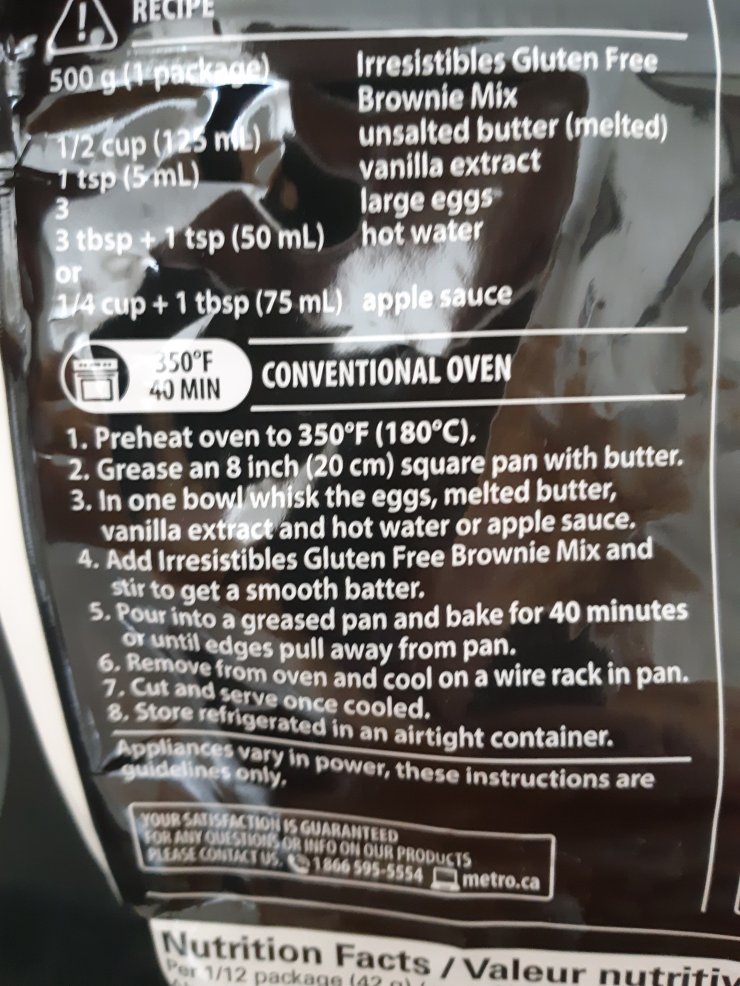 RECIPE
500 g (1 package) Irresistibles Gluten Free
Brownie Mix
1/2 cup (125 mL) unsalted butter (melted)
1 tsp (5 mL) vanilla extract
3 large eggs
3 tbsp + 1 tsp (50 mL) hot water
or
1/4 cup + 1 tbsp (75 mL) apple sauce
350°F
40 MIN
CONVENTIONAL OVEN
1. Preheat oven to 350°F (180°C).
2. Grease an 8 inch (20 cm) square pan with butter.
3. In one bowl whisk the eggs, melted butter,
vanilla extract and hot water or apple sauce.
4. Add Irresistibles Gluten Free Brownie Mix and
stir to get a smooth batter.
5. Pour into a greased pan and bake for 40 minutes
or until edges pull away from pan.
6. Remove from oven and cool on a wire rack in pan.
7. Cut and serve once cooled.
8. Store refrigerated in an airtight container.
Appliances vary in power, these instructions are
guidelines only.
YOUR SATISFACTION IS GUARANTEED
FOR ANY QUESTIONS OR INFO ON OUR PRODUCTS
PLEASE CONTACT US. 1 866 595-5554 metro.ca
Nutrition Facts / Valeur nutritiv
Per 1/12 package (42 g)